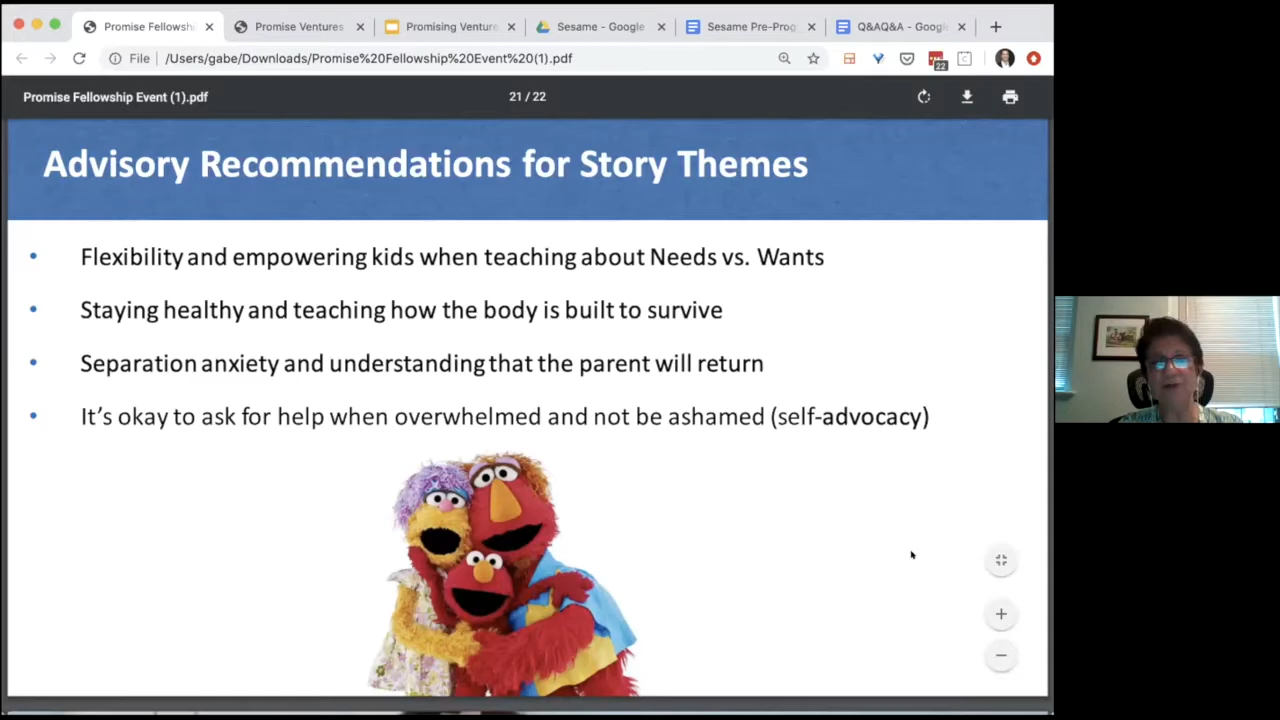 Promise Fellowsh
Promise Ventures
Promising Venture
Sesame - Google
Sesame Pre-Prog
Q&AQ&A - Google
File
/Users/gabe/Downloads/Promise%20Fellowship%20Event%20(1).pdf
22
Promise Fellowship Event (1).pdf
21 / 22
Advisory Recommendations for Story Themes
• Flexibility and empowering kids when teaching about Needs vs. Wants
• Staying healthy and teaching how the body is built to survive
• Separation anxiety and understanding that the parent will return
• It's okay to ask for help when overwhelmed and not be ashamed (self-advocacy)